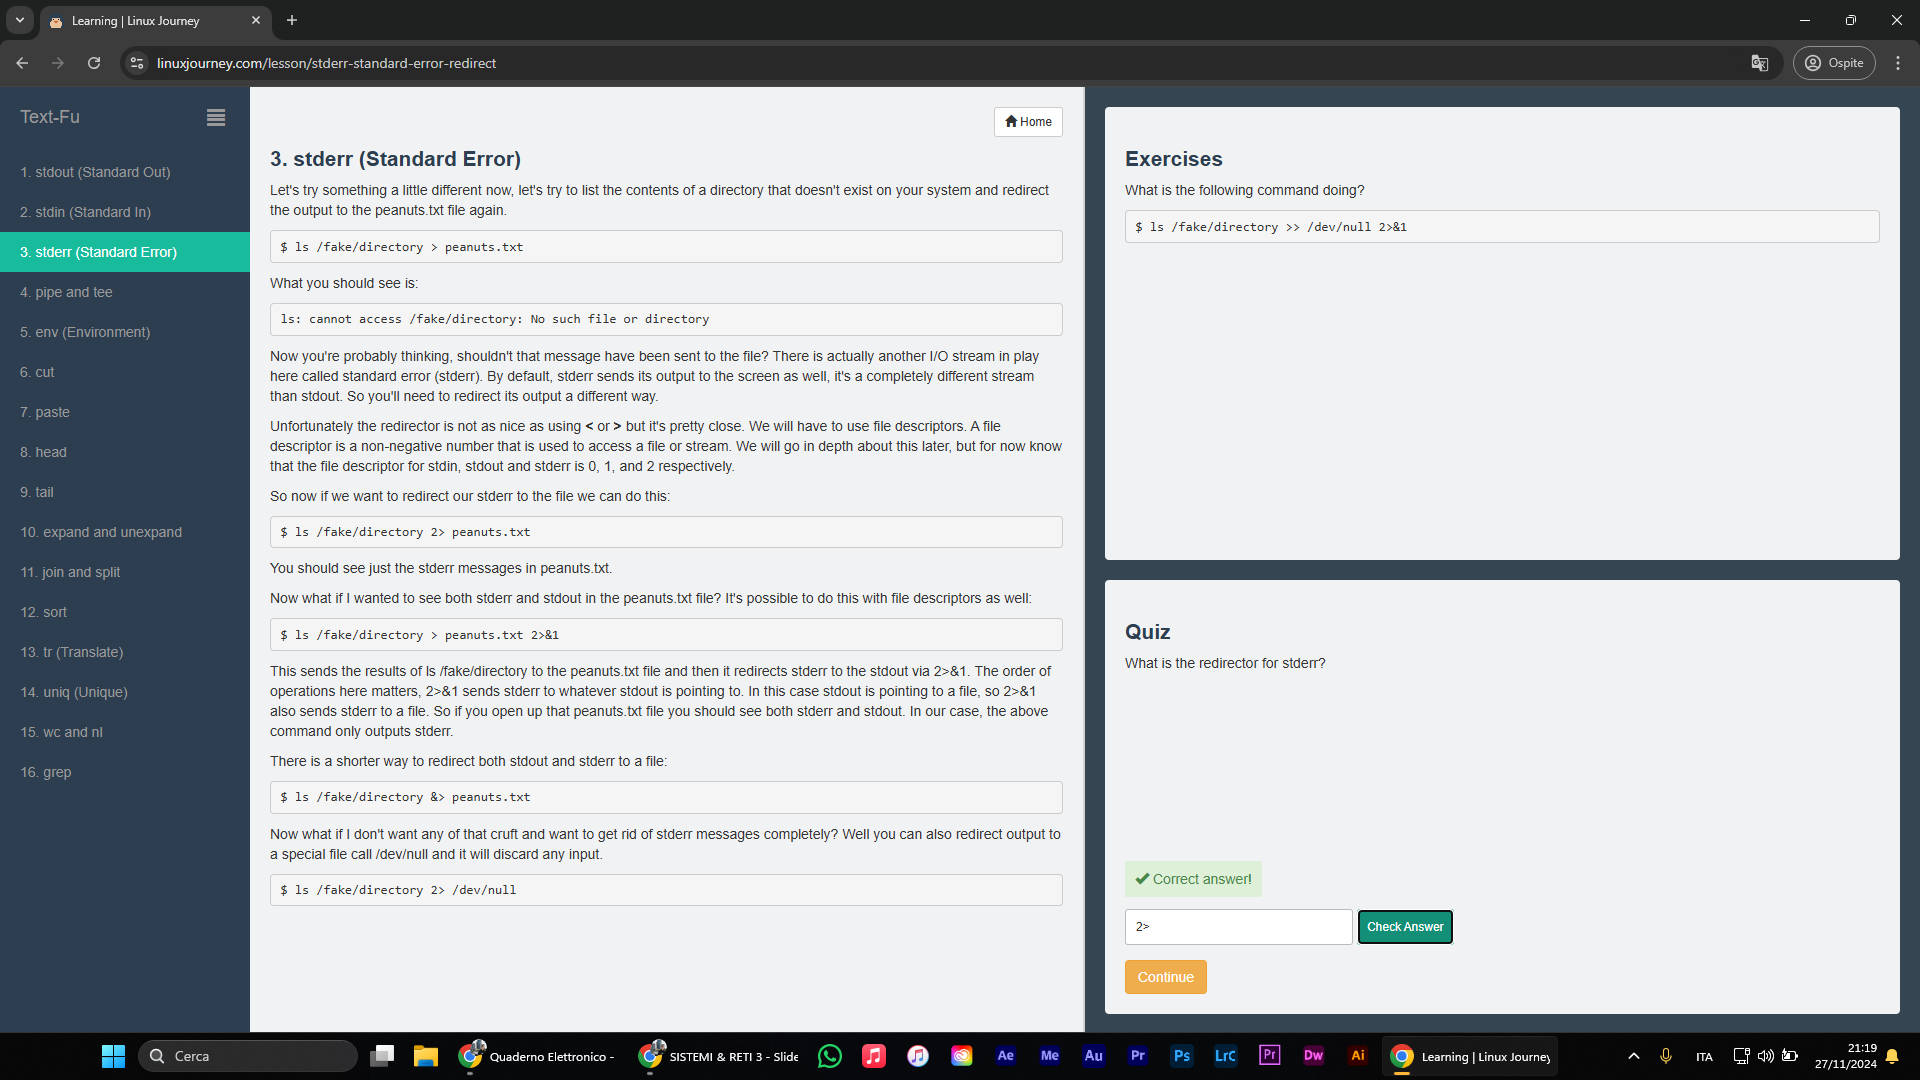 Learning | Linux Journey
linuxjourney.com/lesson/stderr-standard-error-redirect
Ospite
Text-Fu
1. stdout (Standard Out)
2. stdin (Standard In)
3. stderr (Standard Error)
4. pipe and tee
5. env (Environment)
6. cut
7. paste
8. head
9. tail
10. expand and unexpand
11. join and split
12. sort
13. tr (Translate)
14. uniq (Unique)
15. wc and nl
16. grep
Home
3. stderr (Standard Error)
Let's try something a little different now, let's try to list the contents of a directory that doesn't exist on your system and redirect
the output to the peanuts.txt file again.
$ ls /fake/directory > peanuts.txt
What you should see is:
ls: cannot access /fake/directory: No such file or directory
Now you're probably thinking, shouldn't that message have been sent to the file? There is actually another I/O stream in play
here called standard error (stderr). By default, stderr sends its output to the screen as well, it's a completely different stream
than stdout. So you'll need to redirect its output a different way.
Unfortunately the redirector is not as nice as using < or > but it's pretty close. We will have to use file descriptors. A file
descriptor is a non-negative number that is used to access a file or stream. We will go in depth about this later, but for now know
that the file descriptor for stdin, stdout and stderr is 0, 1, and 2 respectively.
So now if we want to redirect our stderr to the file we can do this:
$ ls /fake/directory 2> peanuts.txt
You should see just the stderr messages in peanuts.txt.
Now what if I wanted to see both stderr and stdout in the peanuts.txt file? It's possible to do this with file descriptors as well:
$ ls /fake/directory > peanuts.txt 2>&1
This sends the results of ls /fake/directory to the peanuts.txt file and then it redirects stderr to the stdout via 2>&1. The order of
operations here matters, 2>&1 sends stderr to whatever stdout is pointing to. In this case stdout is pointing to a file, so 2>&1
also sends stderr to a file. So if you open up that peanuts.txt file you should see both stderr and stdout. In our case, the above
command only outputs stderr.
There is a shorter way to redirect both stdout and stderr to a file:
$ ls /fake/directory &> peanuts.txt
Now what if I don't want any of that cruft and want to get rid of stderr messages completely? Well you can also redirect output to
a special file call /dev/null and it will discard any input.
$ ls /fake/directory 2> /dev/null
Exercises
What is the following command doing?
$ ls /fake/directory >> /dev/null 2>&1
Quiz
What is the redirector for stderr?
Correct answer!
2>
Check Answer
Continue
Cerca
Quaderno Elettronico -
SISTEMI & RETI 3 - Slide
Ae
Me
Au
Pr
Ps
LrC
Pr
Dw
Ai
Learning | Linux Journey
ITA
21:19
27/11/2024